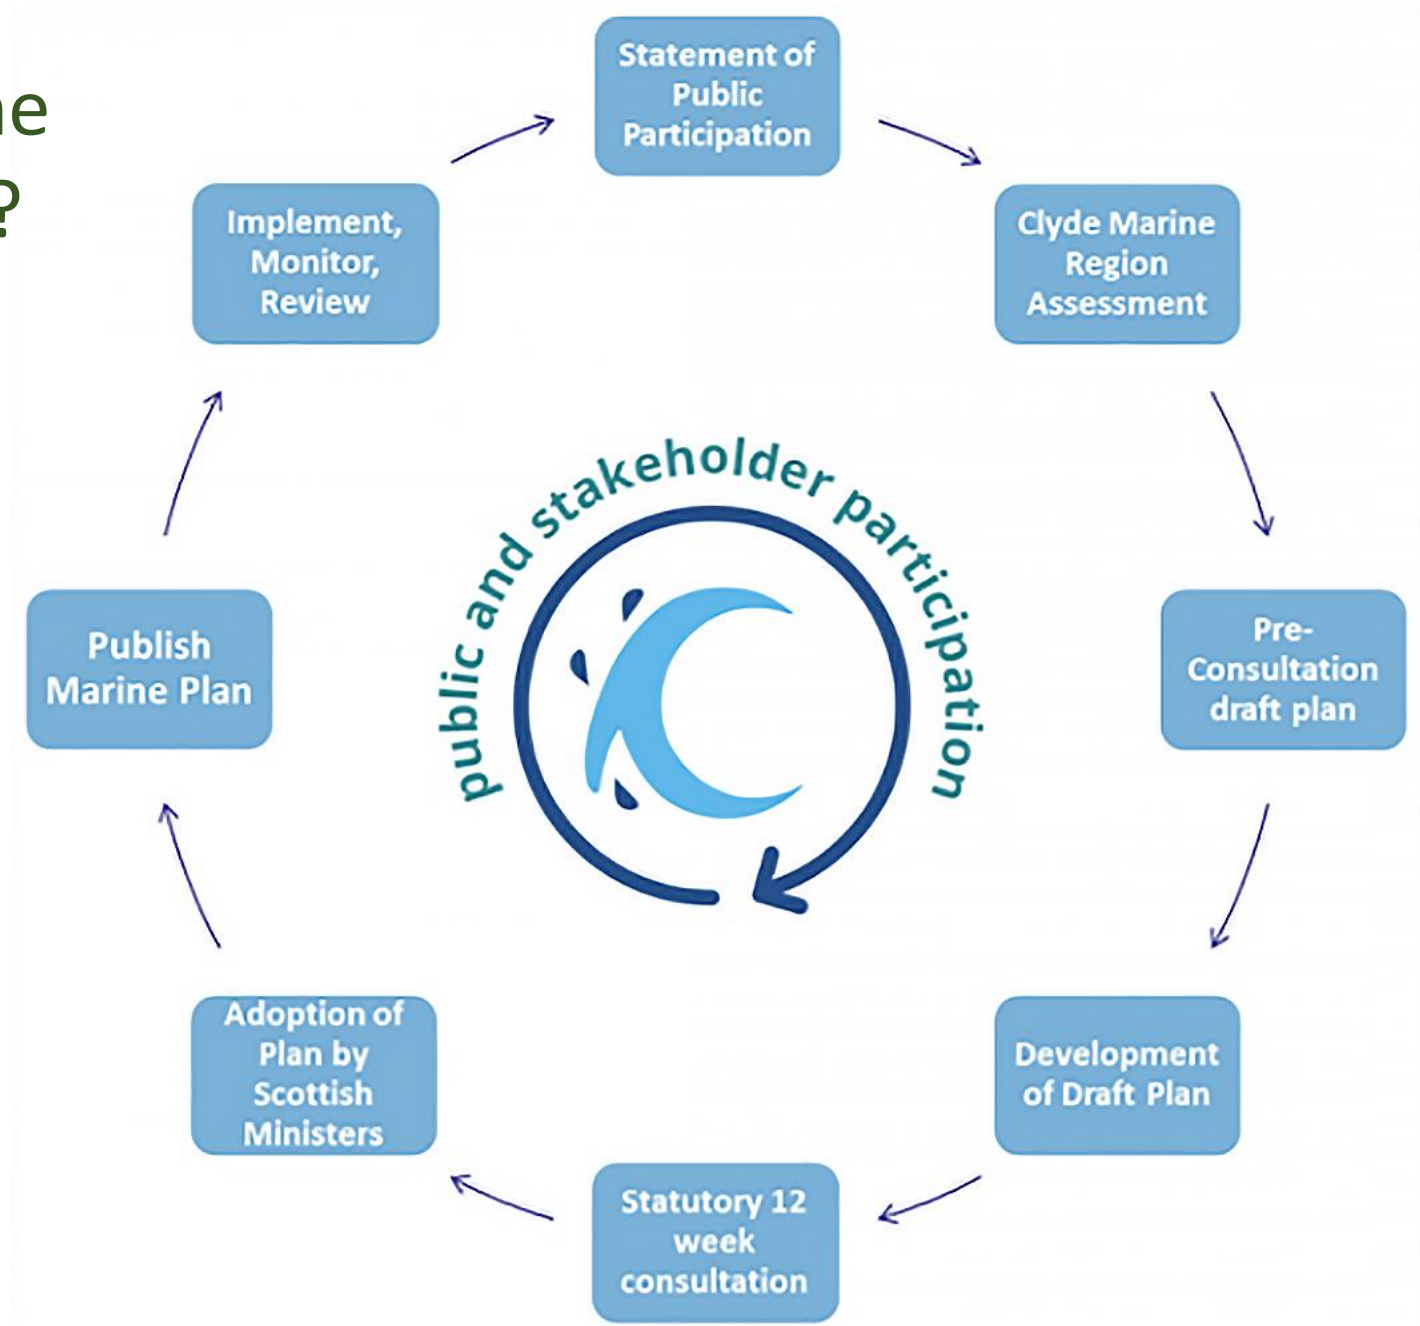 ?
Statement of
Public
Participation
Clyde Marine
Region
Assessment
Pre-
Consultation
draft plan
Development
of Draft Plan
Statutory 12
week
consultation
Adoption of
Plan by
Scottish
Ministers
Publish
Marine Plan
Implement,
Monitor,
Review
public and stakeholder participation